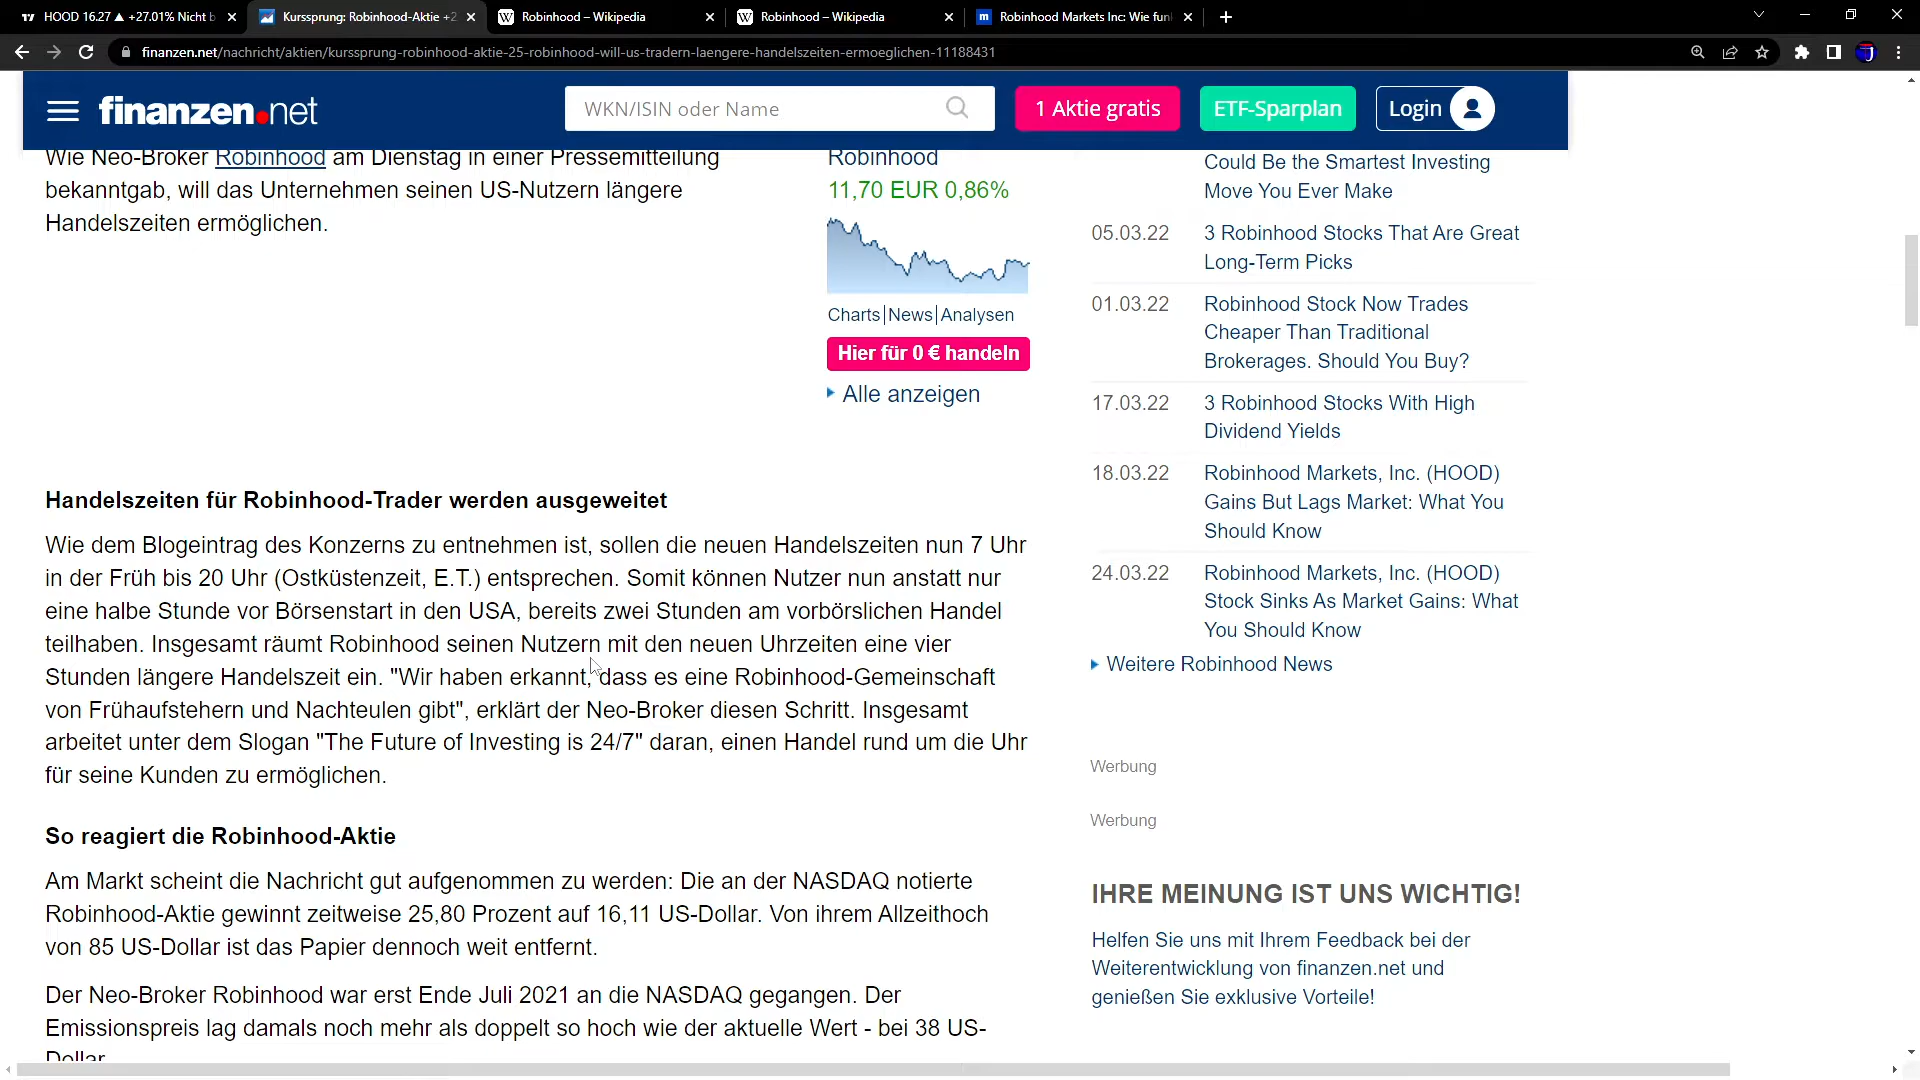 HOOD 16.27 ▲ +27.01% Nicht b
Kurssprung: Robinhood-Aktie +2
Robinhood – Wikipedia
Robinhood – Wikipedia
Robinhood Markets Inc: Wie fun
finanzen.net/nachricht/aktien/kurssprung-robinhood-aktie-25-robinhood-will-us-tradern-laengere-handelszeiten-ermoeglichen-11188431
finanzen.net
WKN/ISIN oder Name
1 Aktie gratis
ETF-Sparplan
Login
Wie Neo-Broker Robinhood am Dienstag in einer Pressemitteilung
bekanntgab, will das Unternehmen seinen US-Nutzern längere
Handelszeiten ermöglichen.
Robinhood
11,70 EUR 0,86%
Charts|News|Analysen
Hier für 0 € handeln
Alle anzeigen
Handelszeiten für Robinhood-Trader werden ausgeweitet
Wie dem Blogeintrag des Konzerns zu entnehmen ist, sollen die neuen Handelszeiten nun 7 Uhr
in der Früh bis 20 Uhr (Ostküstenzeit, E.T.) entsprechen. Somit können Nutzer nun anstatt nur
eine halbe Stunde vor Börsenstart in den USA, bereits zwei Stunden am vorbörslichen Handel
teilhaben. Insgesamt räumt Robinhood seinen Nutzern mit den neuen Uhrzeiten eine vier
Stunden längere Handelszeit ein. "Wir haben erkannt, dass es eine Robinhood-Gemeinschaft
von Frühaufstehern und Nachteulen gibt", erklärt der Neo-Broker diesen Schritt. Insgesamt
arbeitet unter dem Slogan "The Future of Investing is 24/7" daran, einen Handel rund um die Uhr
für seine Kunden zu ermöglichen.
So reagiert die Robinhood-Aktie
Am Markt scheint die Nachricht gut aufgenommen zu werden: Die an der NASDAQ notierte
Robinhood-Aktie gewinnt zeitweise 25,80 Prozent auf 16,11 US-Dollar. Von ihrem Allzeithoch
von 85 US-Dollar ist das Papier dennoch weit entfernt.
Der Neo-Broker Robinhood war erst Ende Juli 2021 an die NASDAQ gegangen. Der
Emissionspreis lag damals noch mehr als doppelt so hoch wie der aktuelle Wert - bei 38 US-
Dollar
Could Be the Smartest Investing
Move You Ever Make
05.03.22 3 Robinhood Stocks That Are Great
Long-Term Picks
01.03.22 Robinhood Stock Now Trades
Cheaper Than Traditional
Brokerages. Should You Buy?
17.03.22 3 Robinhood Stocks With High
Dividend Yields
18.03.22 Robinhood Markets, Inc. (HOOD)
Gains But Lags Market: What You
Should Know
24.03.22 Robinhood Markets, Inc. (HOOD)
Stock Sinks As Market Gains: What
You Should Know
Weitere Robinhood News
Werbung
Werbung
IHRE MEINUNG IST UNS WICHTIG!
Helfen Sie uns mit Ihrem Feedback bei der
Weiterentwicklung von finanzen.net und
genießen Sie exklusive Vorteile!